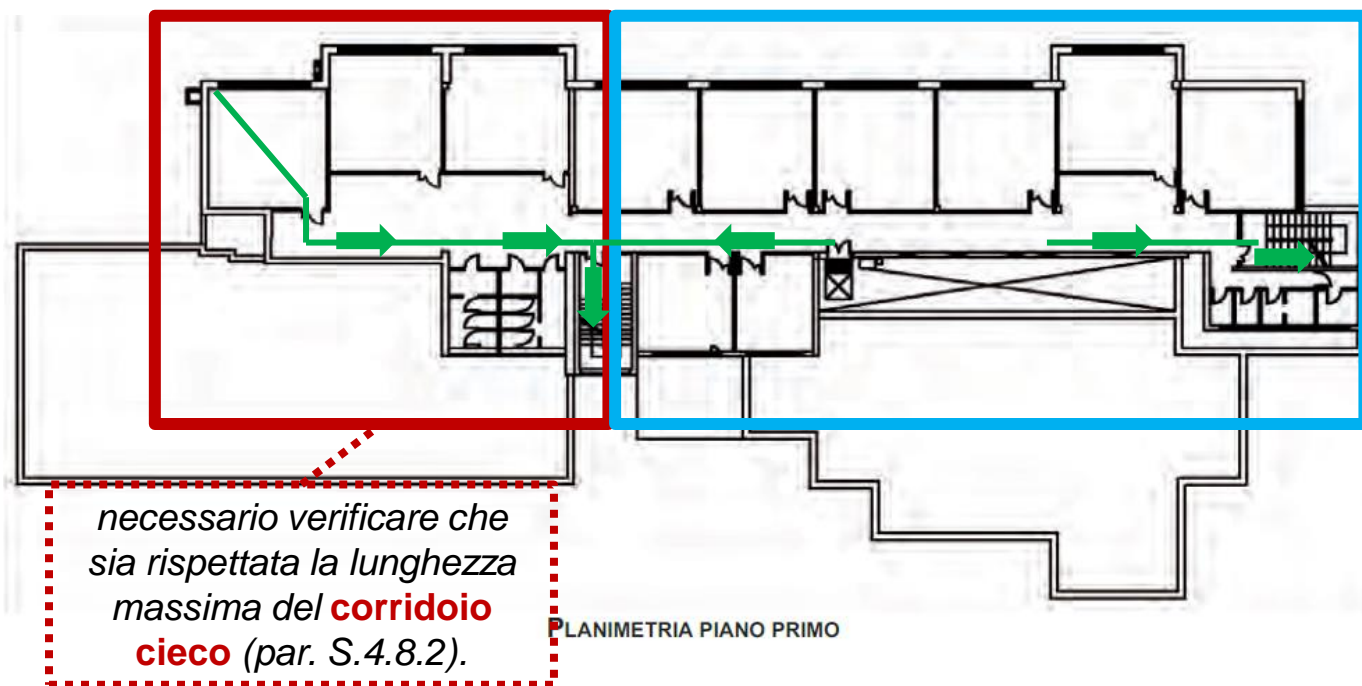 necessario verificare che
sia rispettata la lunghezza
massima del corridoio
cieco (par. S.4.8.2).
PLANIMETRIA PIANO PRIMO